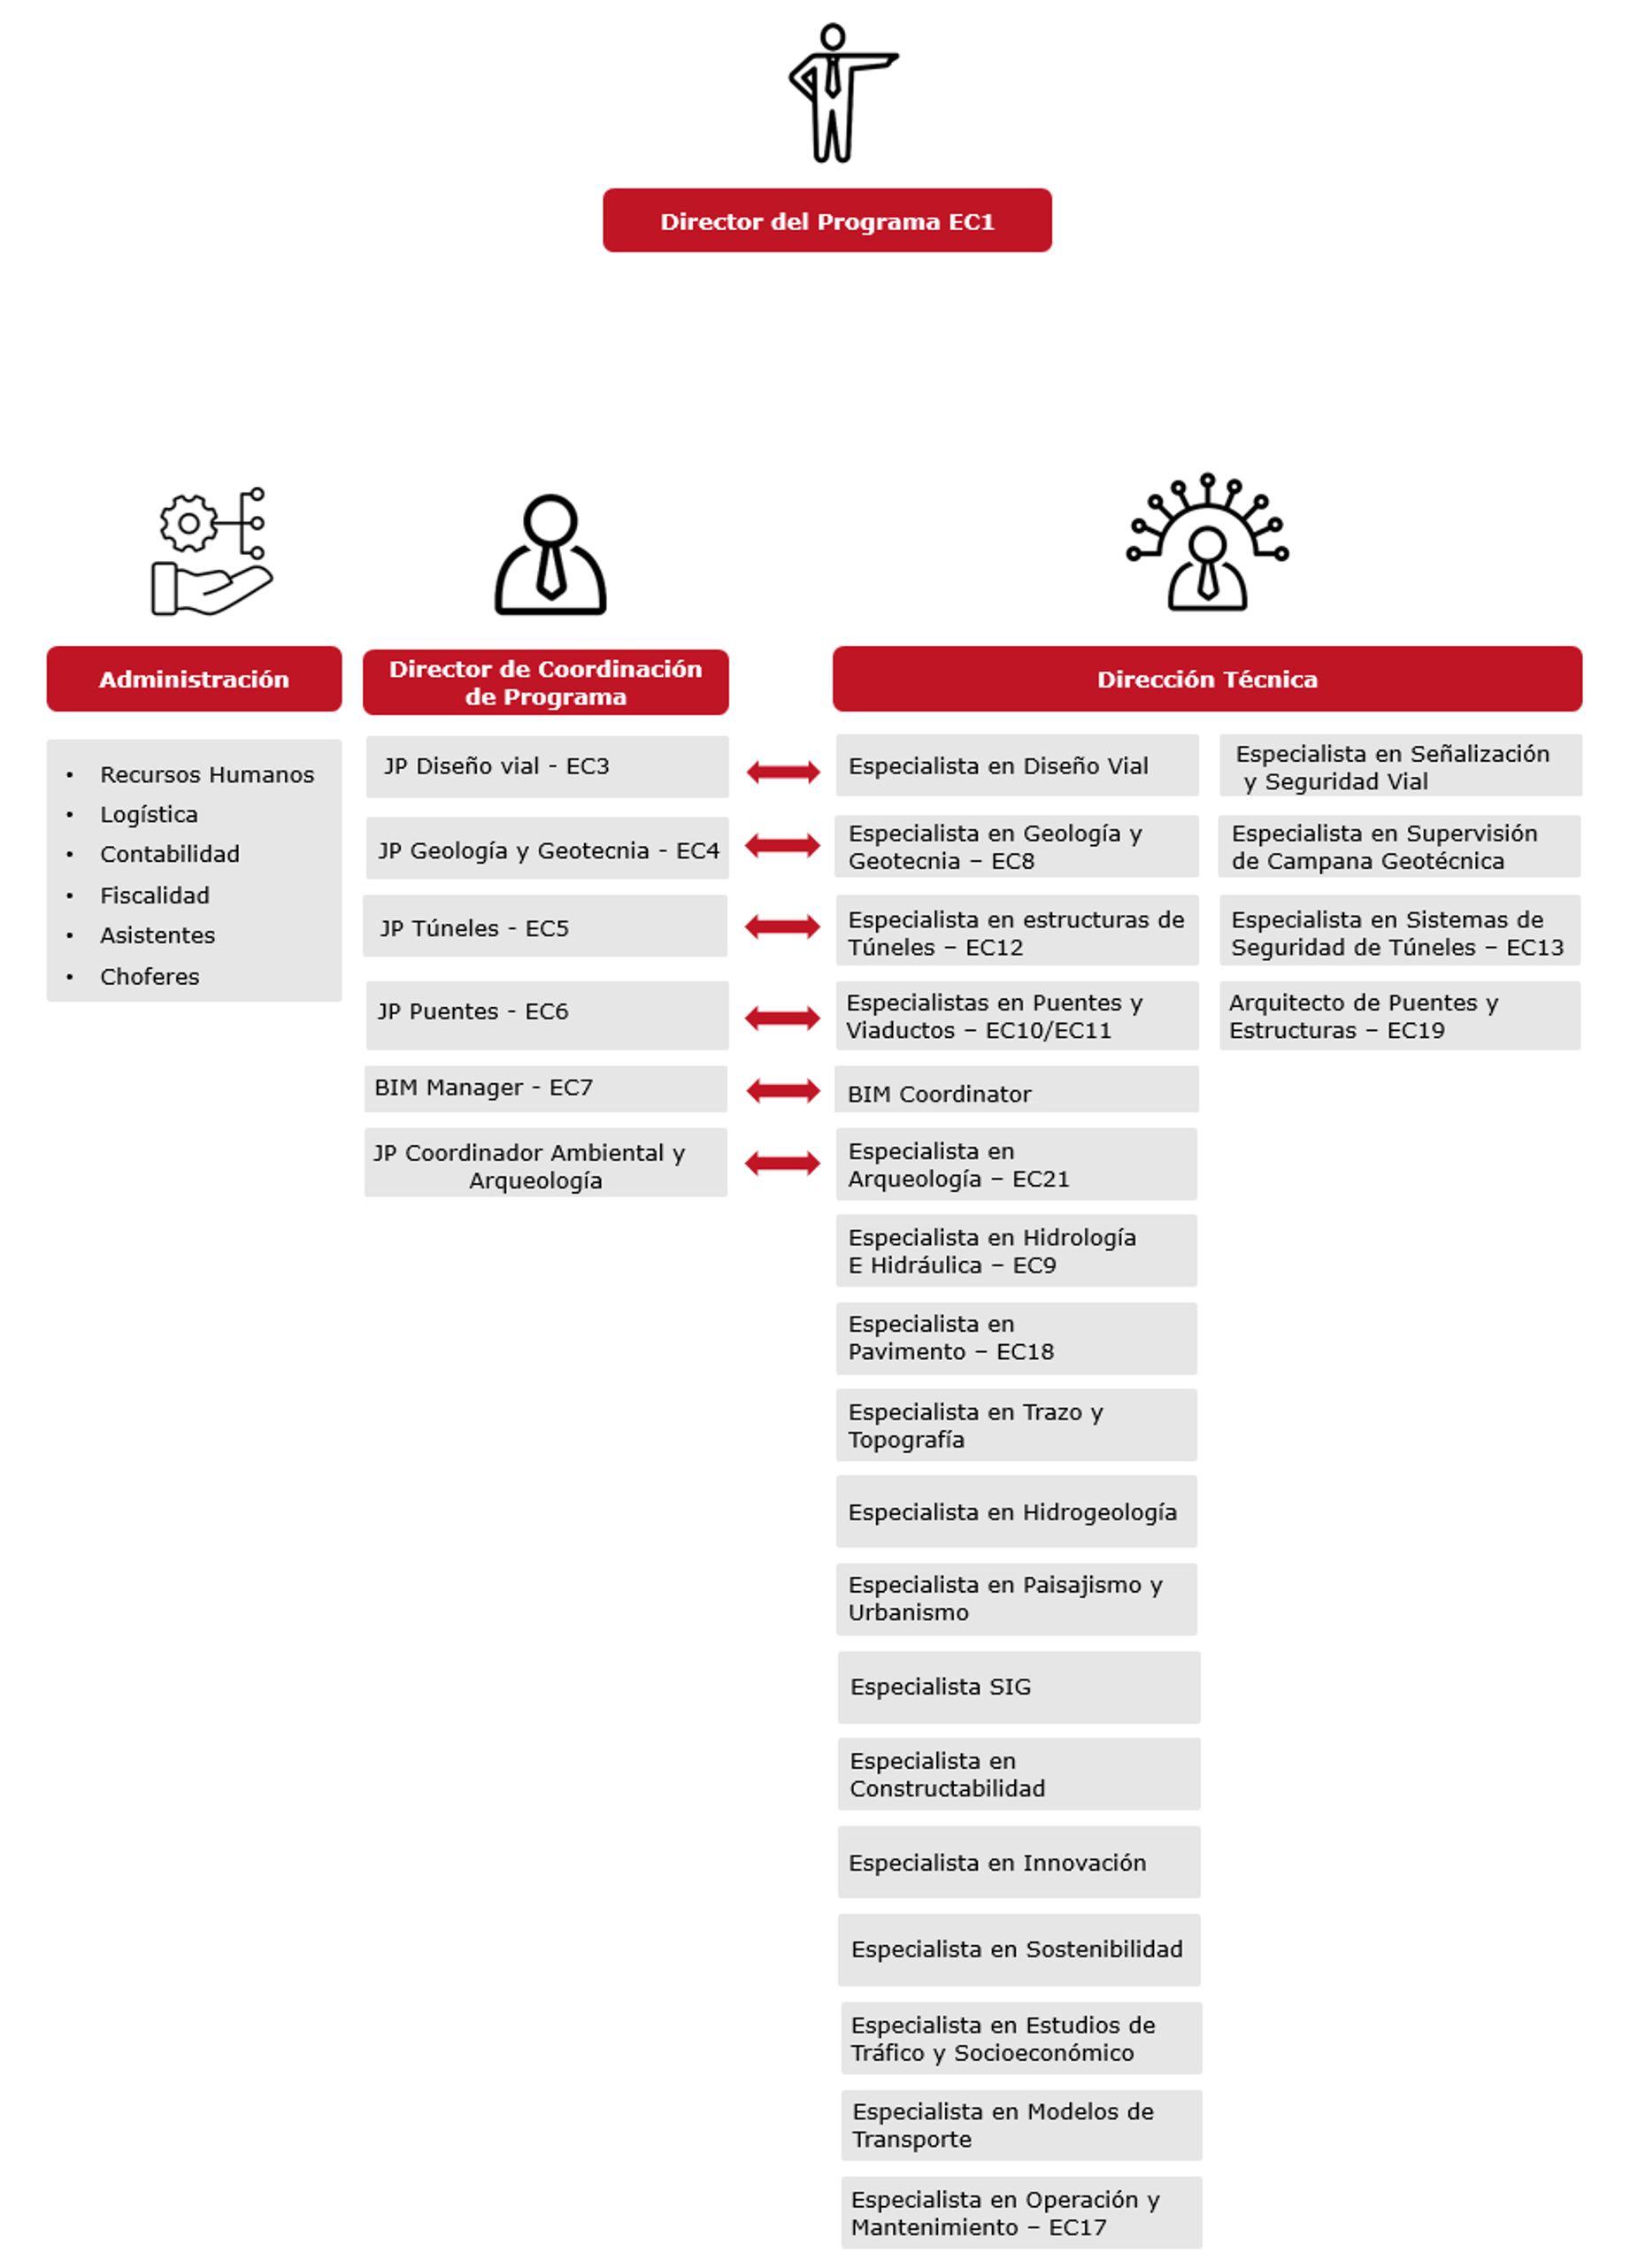 Director del Programa EC1
Administración
• Recursos Humanos
• Logística
• Contabilidad
• Fiscalidad
• Asistentes
• Choferes
Director de Coordinación
de Programa
JP Diseño vial - EC3
JP Geología y Geotecnia - EC4
JP Túneles - EC5
JP Puentes - EC6
BIM Manager - EC7
JP Coordinador Ambiental y
Arqueología
Dirección Técnica
Especialista en Diseño Vial
Especialista en Señalización
y Seguridad Vial
Especialista en Geología y
Geotecnia – EC8
Especialista en Supervisión
de Campana Geotécnica
Especialista en estructuras de
Túneles – EC12
Especialista en Sistemas de
Seguridad de Túneles – EC13
Especialistas en Puentes y
Viaductos – EC10/EC11
Arquitecto de Puentes y
Estructuras – EC19
BIM Coordinator
Especialista en
Arqueología – EC21
Especialista en Hidrología
E Hidráulica – EC9
Especialista en
Pavimento – EC18
Especialista en Trazo y
Topografía
Especialista en Hidrogeología
Especialista en Paisajismo y
Urbanismo
Especialista SIG
Especialista en
Constructabilidad
Especialista en Innovación
Especialista en Sostenibilidad
Especialista en Estudios de
Tráfico y Socioeconómico
Especialista en Modelos de
Transporte
Especialista en Operación y
Mantenimiento – EC17